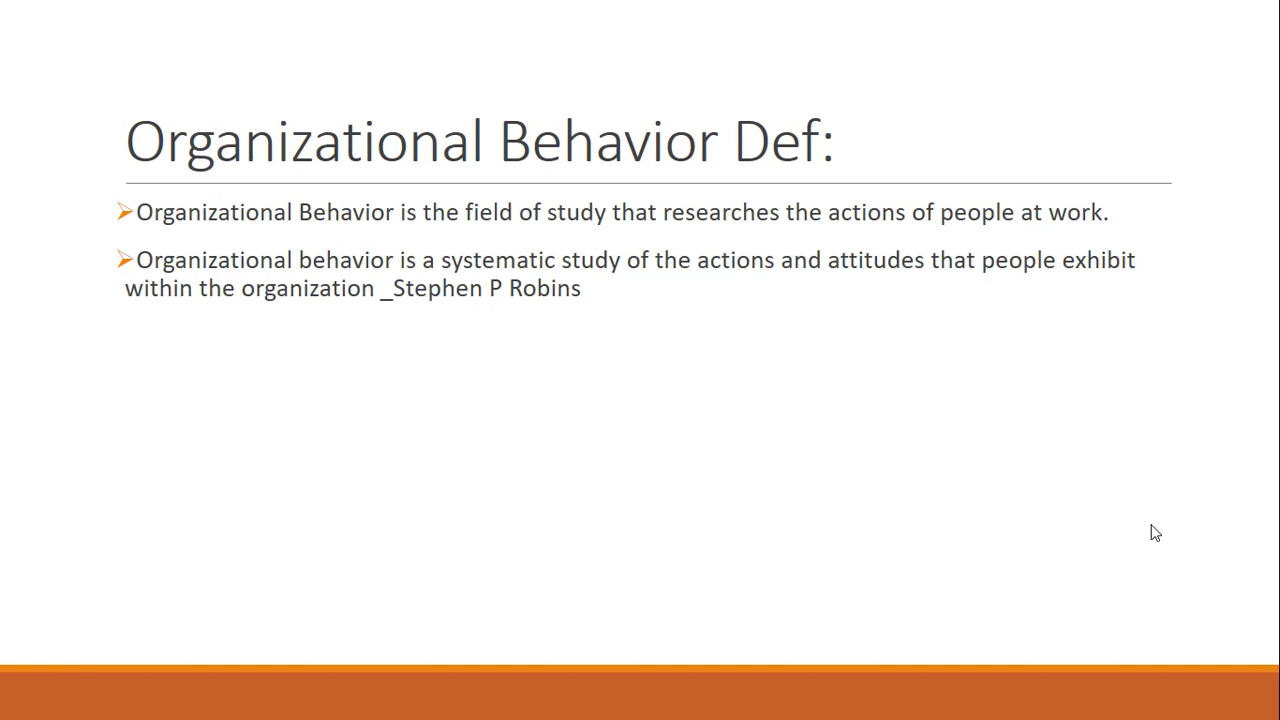 Organizational Behavior Def:
Organizational Behavior is the field of study that researches the actions of people at work.
Organizational behavior is a systematic study of the actions and attitudes that people exhibit
within the organization _Stephen P Robins